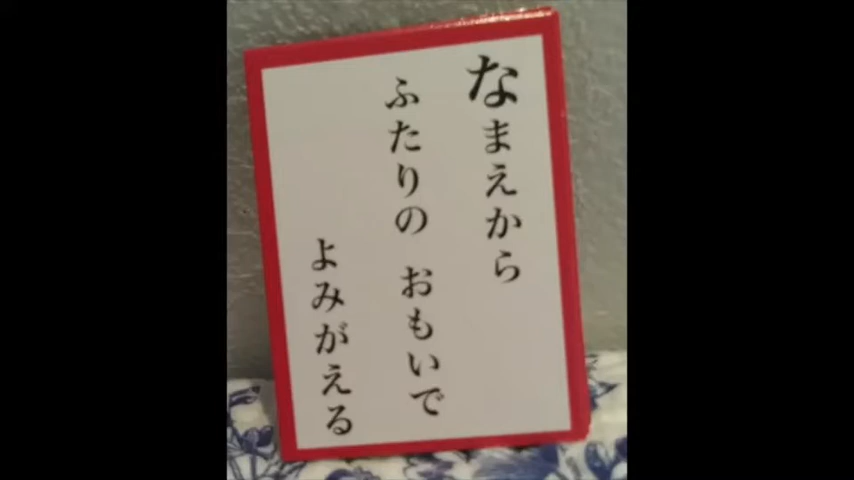 なまえから
ふたりの おもいで
よみがえる